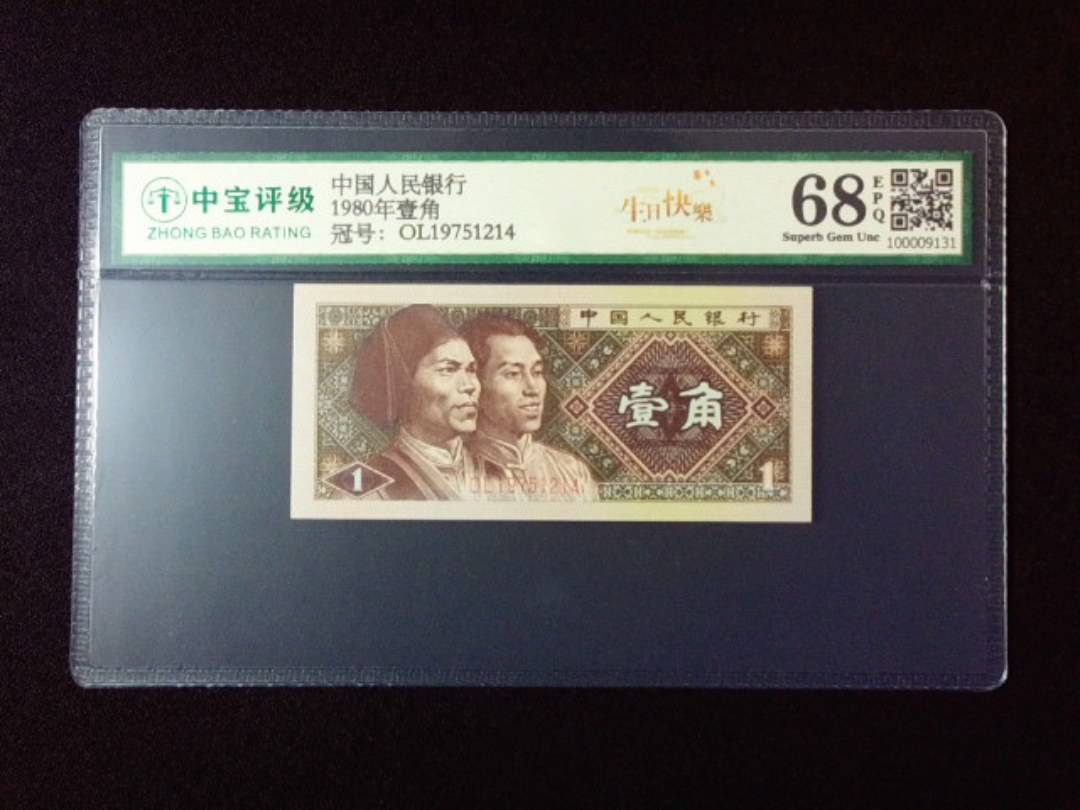 中宝评级
ZHONG BAO RATING
中国人民银行
1980年壹角
冠号：OL19751214
生日快樂
68
EPQ
Superb Gem Unc
100009131
中国人民银行
壹角
1
OL19751214
1